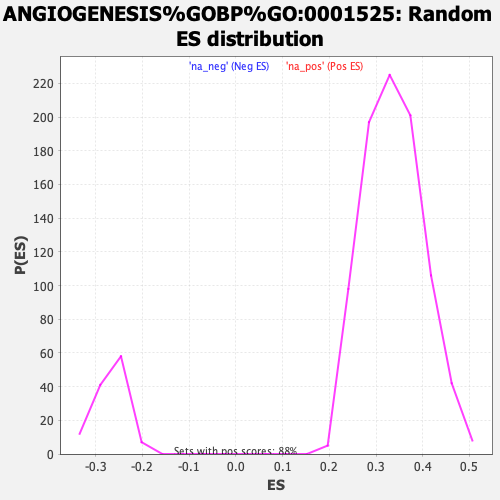 ANGIOGENESIS%GOBP%GO:0001525: Random
ES distribution
'na_neg' (Neg ES) 'na_pos' (Pos ES)
220
200
180
160
140
120
100
80
60
40
20
0
P(ES)
Sets with pos scores: 88%
-0.3 -0.2 -0.1 0.0 0.1 0.2 0.3 0.4 0.5
ES